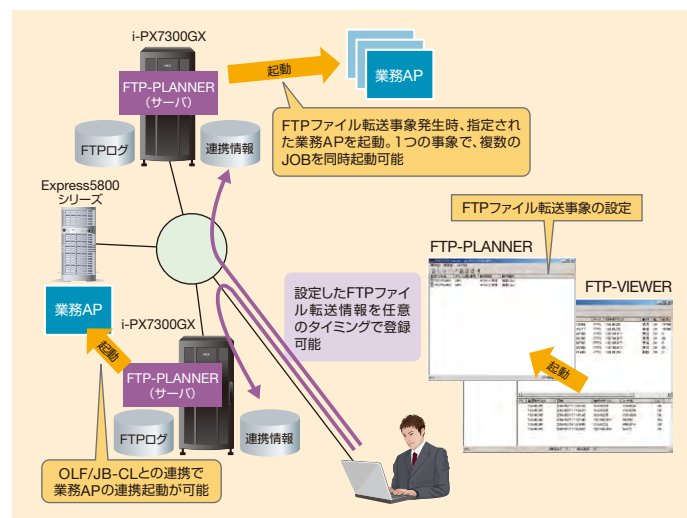 i-PX7300GX
FTP-PLANNER
（サーバ）
FTPログ
連携情報
起動
業務AP
FTPファイル転送事象発生時、指定され
た業務APを起動。1つの事象で、複数の
JOBを同時起動可能
Express5800
シリーズ
業務AP
起動
i-PX7300GX
FTP-PLANNER
（サーバ）
FTPログ
連携情報
OLF/JB-CLとの連携で
業務APの連携起動が可能
設定したFTPファイ
ル転送情報を任意
のタイミングで登録
可能
FTPファイル転送事象の設定
FTP-PLANNER
FTP-VIEWER
起動